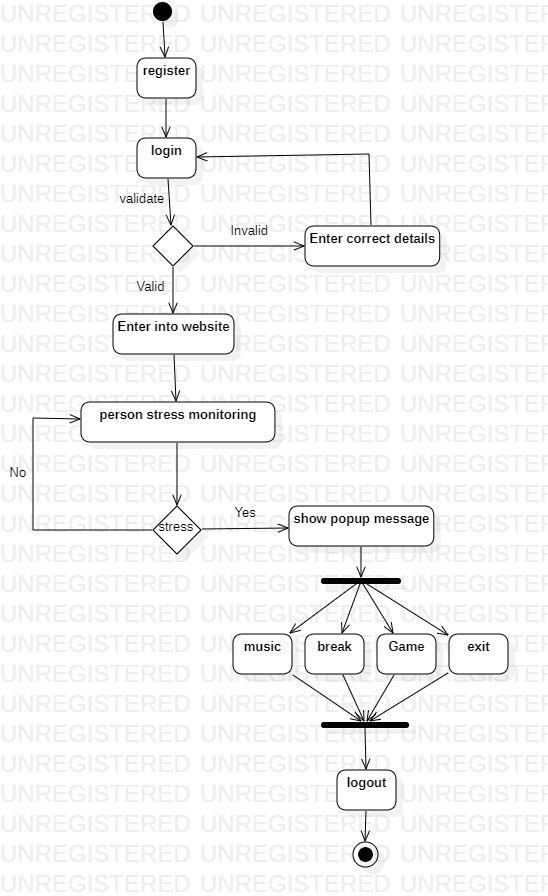 register
login
validate
Invalid
Enter correct details
Valid
Enter into website
person stress monitoring
No
stress
Yes
show popup message
music
break
Game
exit
logout
UNREGISTERED